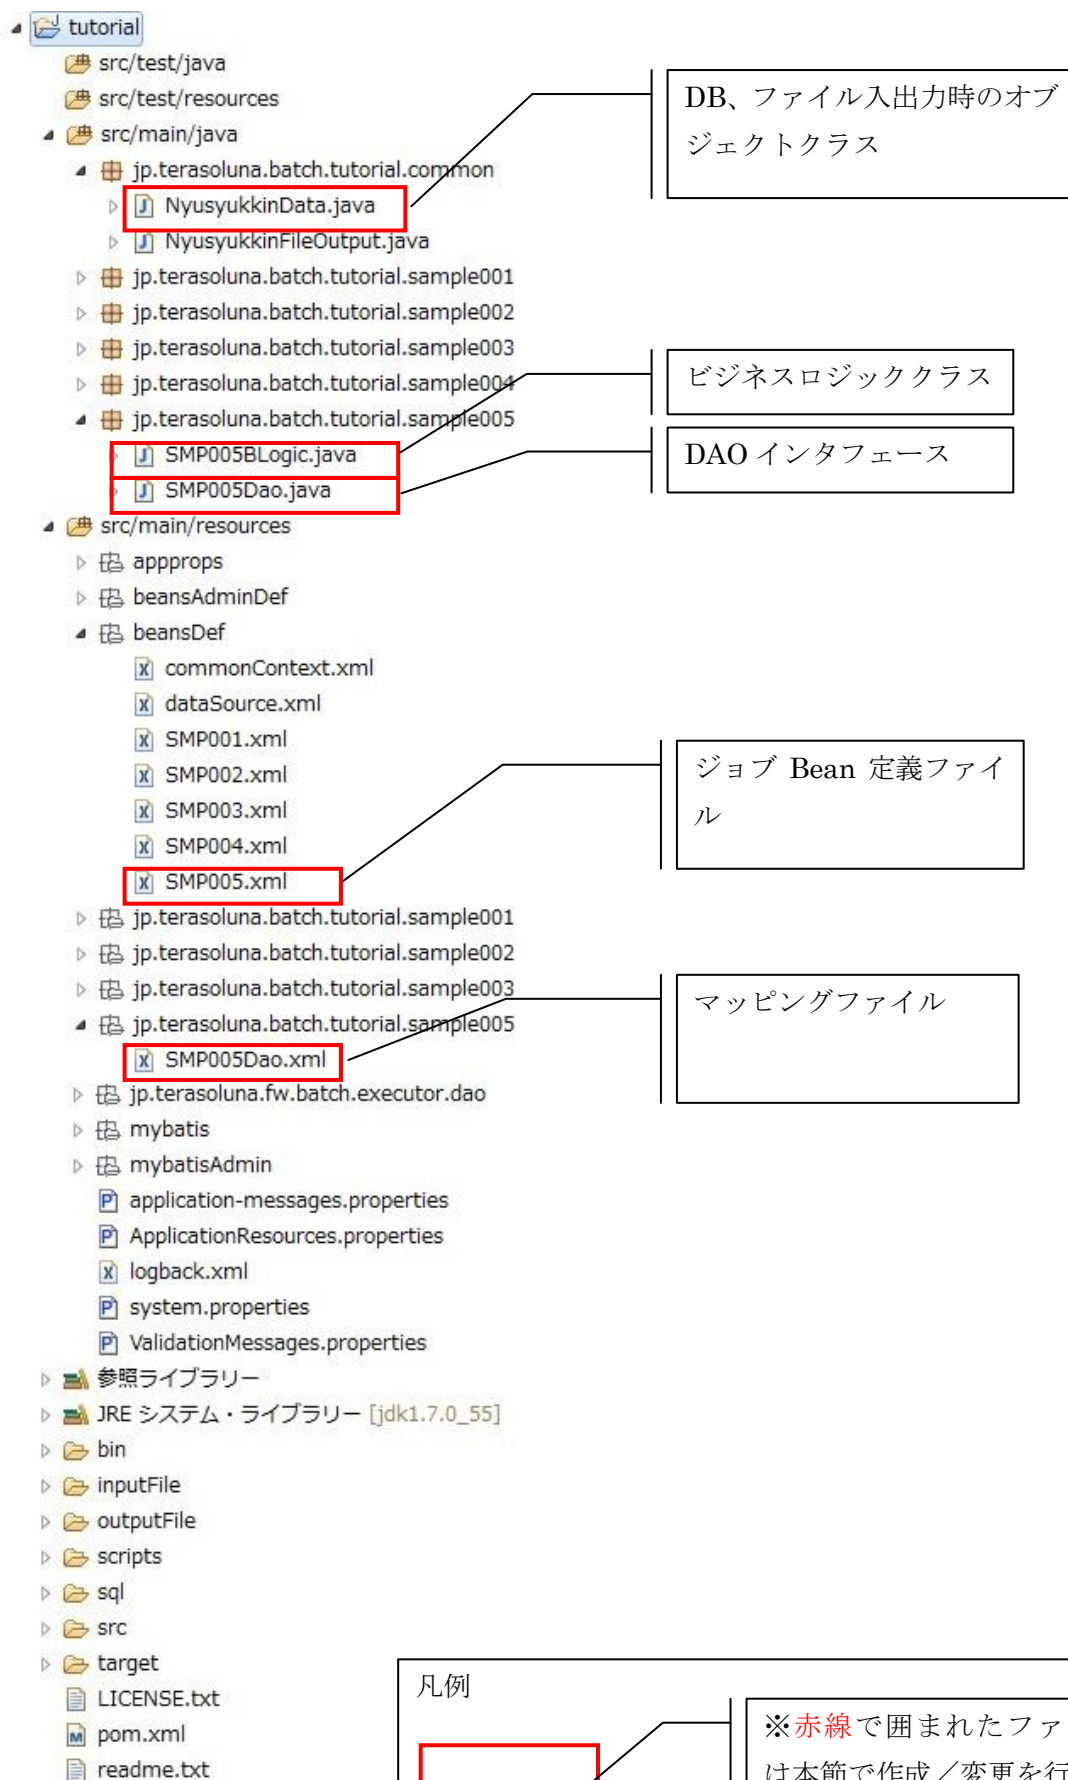 tutorial
src/test/java
src/test/resources
src/main/java
jp.terasoluna.batch.tutorial.common
NyusyukkinData.java
NyusyukkinFileOutput.java
jp.terasoluna.batch.tutorial.sample001
jp.terasoluna.batch.tutorial.sample002
jp.terasoluna.batch.tutorial.sample003
jp.terasoluna.batch.tutorial.sample004
jp.terasoluna.batch.tutorial.sample005
SMP005BLogic.java
SMP005Dao.java
src/main/resources
appprops
beansAdminDef
beansDef
commonContext.xml
dataSource.xml
SMP001.xml
SMP002.xml
SMP003.xml
SMP004.xml
SMP005.xml
jp.terasoluna.batch.tutorial.sample001
jp.terasoluna.batch.tutorial.sample002
jp.terasoluna.batch.tutorial.sample003
jp.terasoluna.batch.tutorial.sample005
SMP005Dao.xml
jp.terasoluna.fw.batch.executor.dao
mybatis
mybatisAdmin
application-messages.properties
ApplicationResources.properties
logback.xml
system.properties
ValidationMessages.properties
参照ライブラリー
JRE システム・ライブラリー [jdk1.7.0_55]
bin
inputFile
outputFile
scripts
sql
src
target
LICENSE.txt
pom.xml
readme.txt
DB、ファイル入出力時のオブ
ジェクトクラス
ビジネスロジッククラス
DAO インタフェース
ジョブ Bean 定義ファイ
ル
マッピングファイル
凡例
※赤線で囲まれたファ
は本節で作成／変更を行